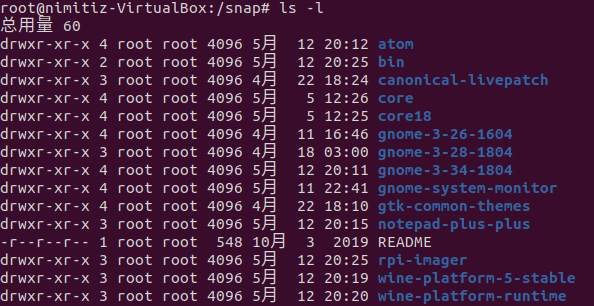 root@nimitiz-VirtualBox:/snap# ls -l
总用量 60
drwxr-xr-x 4 root root 4096 5月  12 20:12 atom
drwxr-xr-x 2 root root 4096 5月  12 20:25 bin
drwxr-xr-x 3 root root 4096 4月  22 18:24 canonical-livepatch
drwxr-xr-x 4 root root 4096 5月   5 12:26 core
drwxr-xr-x 4 root root 4096 5月   5 12:25 core18
drwxr-xr-x 4 root root 4096 4月  11 16:46 gnome-3-26-1604
drwxr-xr-x 3 root root 4096 4月  18 03:00 gnome-3-28-1804
drwxr-xr-x 4 root root 4096 5月  12 20:11 gnome-3-34-1804
drwxr-xr-x 4 root root 4096 5月  11 22:41 gnome-system-monitor
drwxr-xr-x 4 root root 4096 4月  22 18:10 gtk-common-themes
drwxr-xr-x 3 root root 4096 5月  12 20:15 notepad-plus-plus
-r--r--r-- 1 root root  548 10月  3  2019 README
drwxr-xr-x 3 root root 4096 5月  12 20:25 rpi-imager
drwxr-xr-x 3 root root 4096 5月  12 20:19 wine-platform-5-stable
drwxr-xr-x 3 root root 4096 5月  12 20:20 wine-platform-runtime